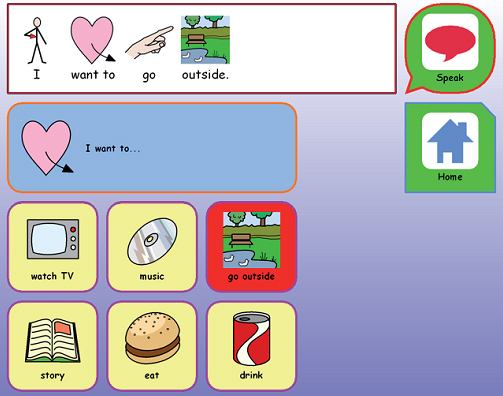 I want to go outside.
Speak
I want to...
Home
watch TV
music
go outside
story
eat
drink